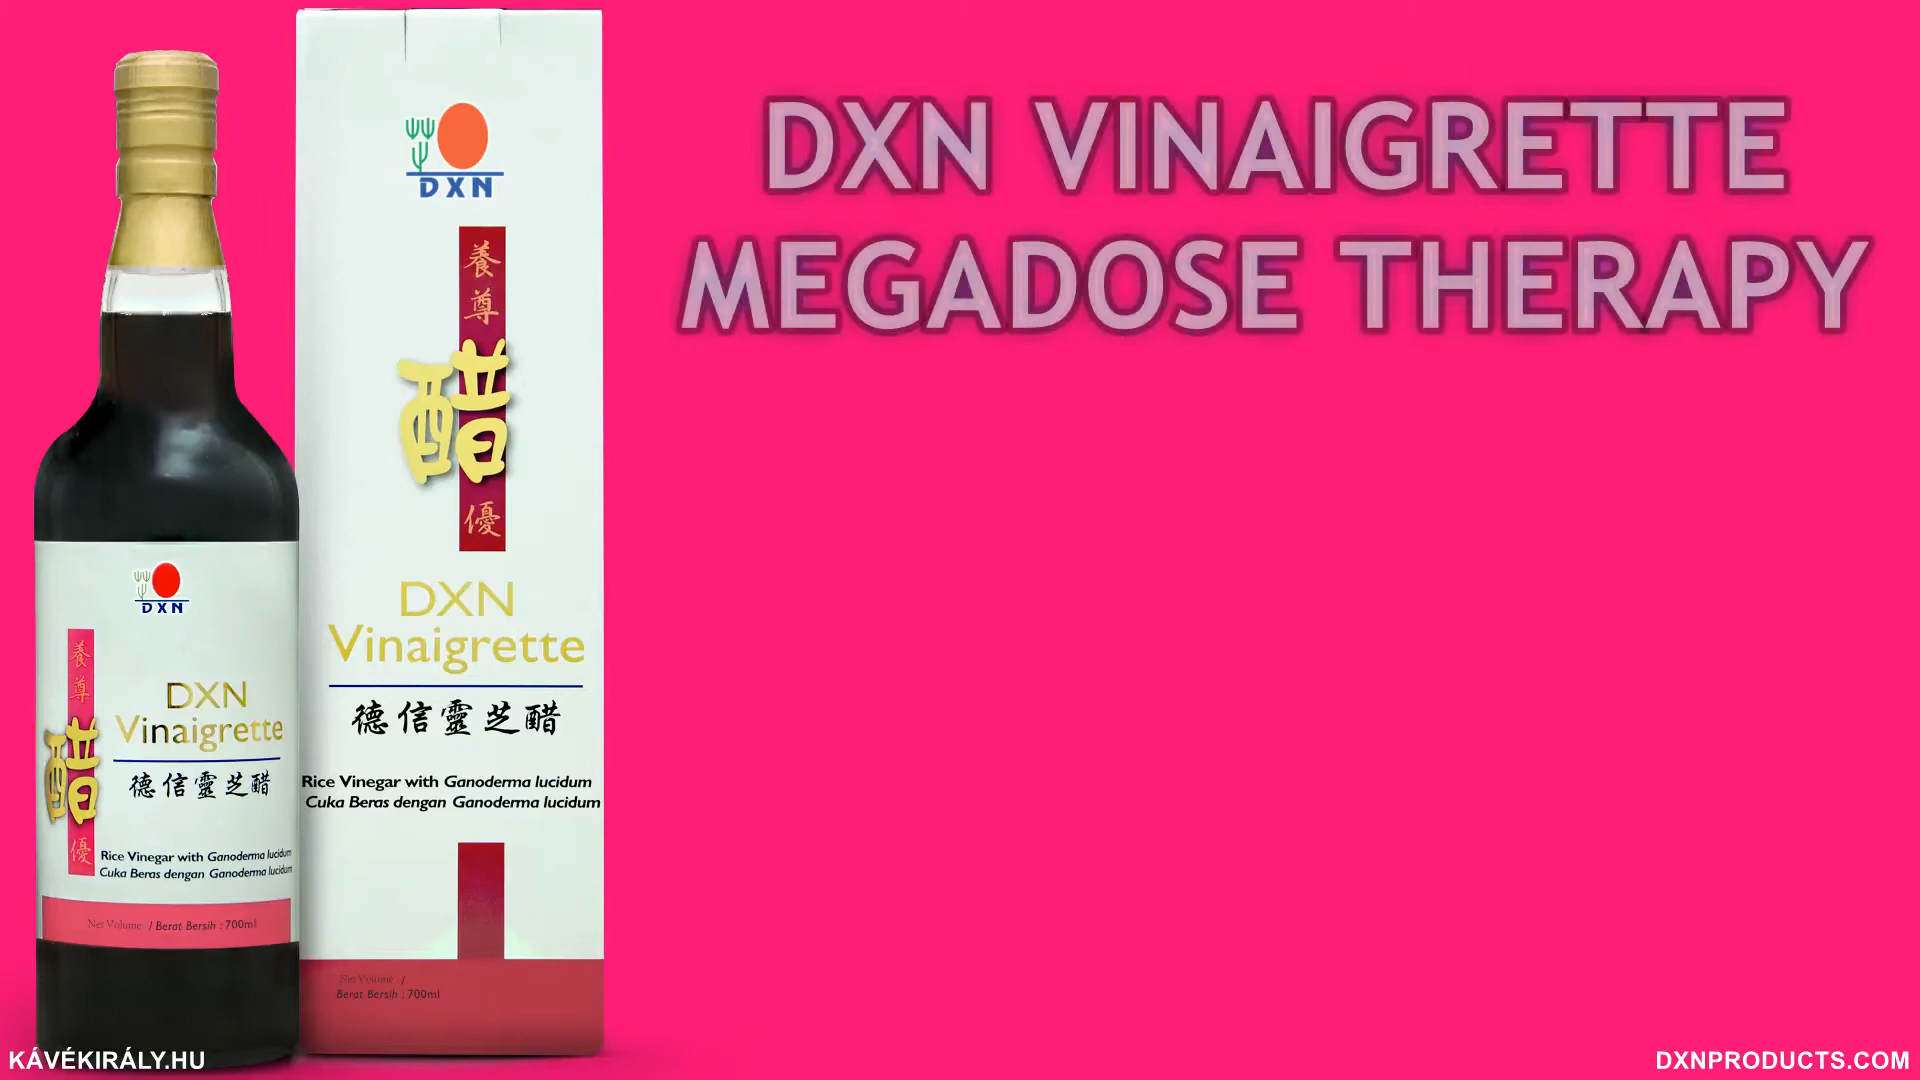 DXN VINAIGRETTE
MEGADOSE THERAPY
DXN
養
尊
醋
優
DXN
Vinaigrette
德信靈芝醋
Rice Vinegar with Ganoderma lucidum
Cuka Beras dengan Ganoderma lucidum
Net Volume /
Berat Bersih : 700ml
DXN
養
尊
醋
優
DXN
Vinaigrette
德信靈芝醋
Rice Vinegar with Ganoderma lucidum
Cuka Beras dengan Ganoderma lucidum
Net Volume / Berat Bersih : 700ml
KÁVÉKIRÁLY.HU
DXNPRODUCTS.COM